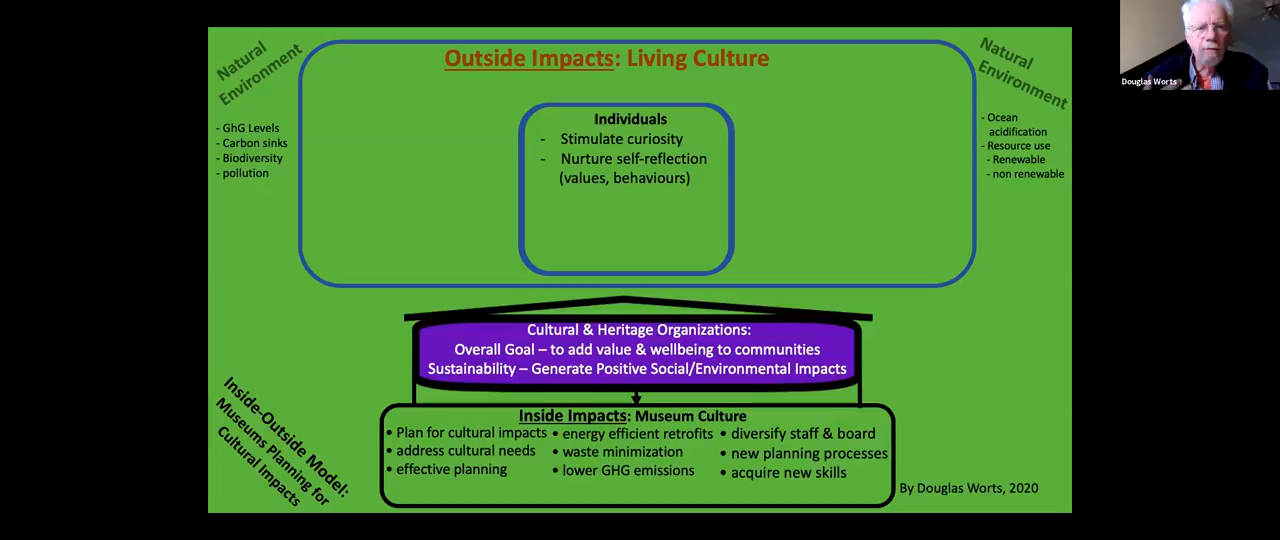 Natural
Environment
- GhG Levels
- Carbon sinks
- Biodiversity
- pollution
Outside Impacts: Living Culture
Individuals
- Stimulate curiosity
- Nurture self-reflection
(values, behaviours)
Natural
Environment
- Ocean
acidification
- Resource use
- Renewable
- non renewable
Douglas Worts
Cultural & Heritage Organizations:
Overall Goal – to add value & wellbeing to communities
Sustainability – Generate Positive Social/Environmental Impacts
Inside Impacts: Museum Culture
• Plan for cultural impacts
• address cultural needs
• effective planning
• energy efficient retrofits
• waste minimization
• lower GHG emissions
• diversify staff & board
• new planning processes
• acquire new skills
Inside-Outside Model:
Museums Planning for
Cultural Impacts
By Douglas Worts, 2020